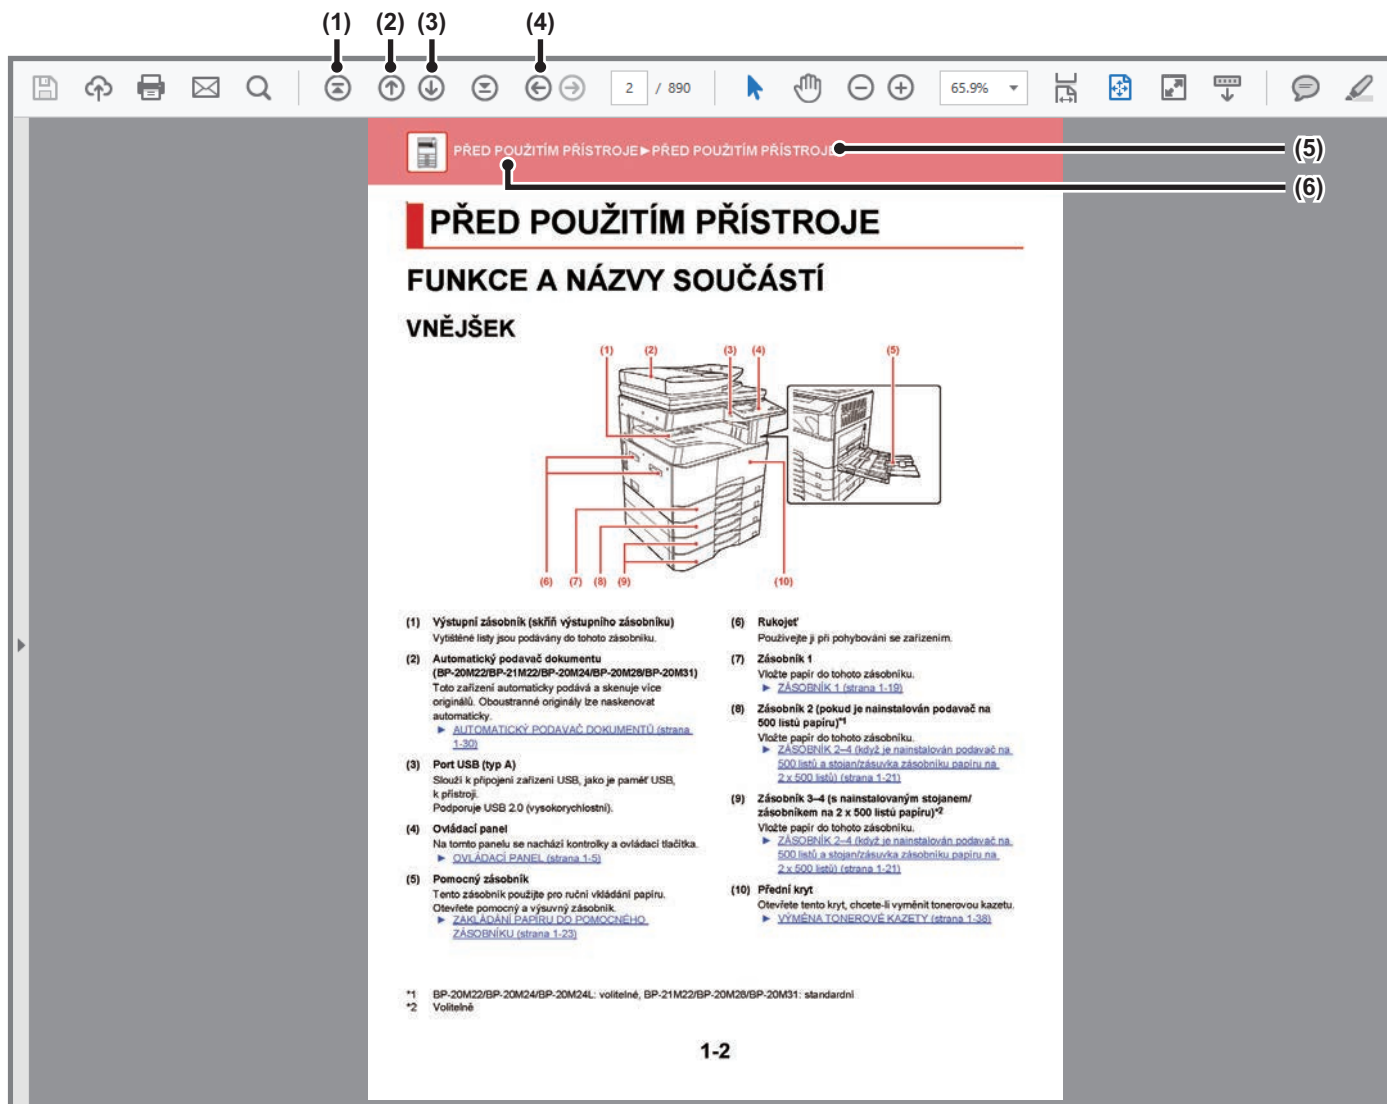 (1) (2) (3) (4)
2 / 890 65.9%
PŘED POUŽITÍM PŘÍSTROJE►PŘED POUŽITÍM PŘÍSTROJE
(5)
(6)
PŘED POUŽITÍM PŘÍSTROJE
FUNKCE A NÁZVY SOUČÁSTÍ
VNĚJŠEK
(1) (2) (3) (4) (5)
(6) (7) (8) (9) (10)
(1) Výstupní zásobník (skříň výstupního zásobníku)
Vytištěné listy jsou podávány do tohoto zásobníku.
(2) Automatický podavač dokumentu
(BP-20M22/BP-21M22/BP-20M24/BP-20M28/BP-20M31)
Toto zařízení automaticky podává a skenuje více
originálů. Oboustranné originály lze naskenovat
automaticky.
► AUTOMATICKÝ PODAVAČ DOKUMENTŮ (strana
1-30)
(3) Port USB (typ A)
Slouží k připojení zařízení USB, jako je paměť USB,
k přístroji.
Podporuje USB 2.0 (vysokorychlostní).
(4) Ovládací panel
Na tomto panelu se nachází kontrolky a ovládací tlačítka.
► OVLÁDACÍ PANEL (strana 1-5)
(5) Pomocný zásobník
Tento zásobník použijte pro ruční vkládání papíru.
Otevřete pomocný a výsuvný zásobník.
► ZAKLÁDÁNÍ PAPÍRU DO POMOCNÉHO
ZÁSOBNÍKU (strana 1-23)
(6) Rukojeť
Používejte ji při pohybování se zařízením.
(7) Zásobník 1
Vložte papír do tohoto zásobníku.
► ZÁSOBNÍK 1 (strana 1-19)
(8) Zásobník 2 (pokud je nainstalován podavač na
500 listů papíru)*1
Vložte papír do tohoto zásobníku.
► ZÁSOBNÍK 2–4 (když je nainstalován podavač na
500 listů a stojan/zásuvka zásobníku papíru na
2 x 500 listů) (strana 1-21)
(9) Zásobník 3–4 (s nainstalovaným stojanem/
zásobníkem na 2 x 500 listů papíru)*2
Vložte papír do tohoto zásobníku.
► ZÁSOBNÍK 2–4 (když je nainstalován podavač na
500 listů a stojan/zásuvka zásobníku papíru na
2 x 500 listů) (strana 1-21)
(10) Přední kryt
Otevřete tento kryt, chcete-li vyměnit tonerovou kazetu.
► VÝMĚNA TONEROVÉ KAZETY (strana 1-38)
*1 BP-20M22/BP-20M24/BP-20M24L: volitelné, BP-21M22/BP-20M28/BP-20M31: standardní
*2 Volitelně
1-2